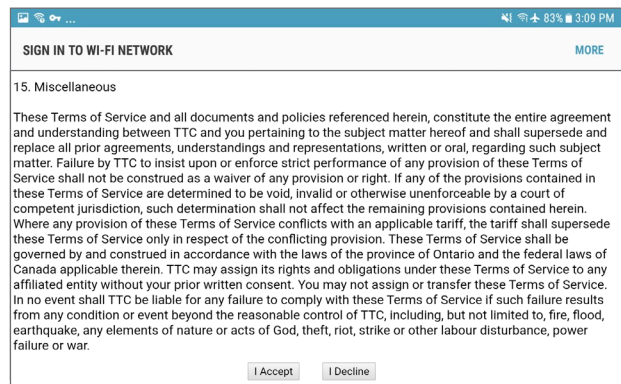 ... 83% 3:09 PM
SIGN IN TO WI-FI NETWORK MORE
15. Miscellaneous
These Terms of Service and all documents and policies referenced herein, constitute the entire agreement
and understanding between TTC and you pertaining to the subject matter hereof and shall supersede and
replace all prior agreements, understandings and representations, written or oral, regarding such subject
matter. Failure by TTC to insist upon or enforce strict performance of any provision of these Terms of
Service shall not be construed as a waiver of any provision or right. If any of the provisions contained in
these Terms of Service are determined to be void, invalid or otherwise unenforceable by a court of
competent jurisdiction, such determination shall not affect the remaining provisions contained herein.
Where any provision of these Terms of Service conflicts with an applicable tariff, the tariff shall supersede
these Terms of Service only in respect of the conflicting provision. These Terms of Service shall be
governed by and construed in accordance with the laws of the province of Ontario and the federal laws of
Canada applicable therein. TTC may assign its rights and obligations under these Terms of Service to any
affiliated entity without your prior written consent. You may not assign or transfer these Terms of Service.
In no event shall TTC be liable for any failure to comply with these Terms of Service if such failure results
from any condition or event beyond the reasonable control of TTC, including, but not limited to, fire, flood,
earthquake, any elements of nature or acts of God, theft, riot, strike or other labour disturbance, power
failure or war.
I Accept I Decline